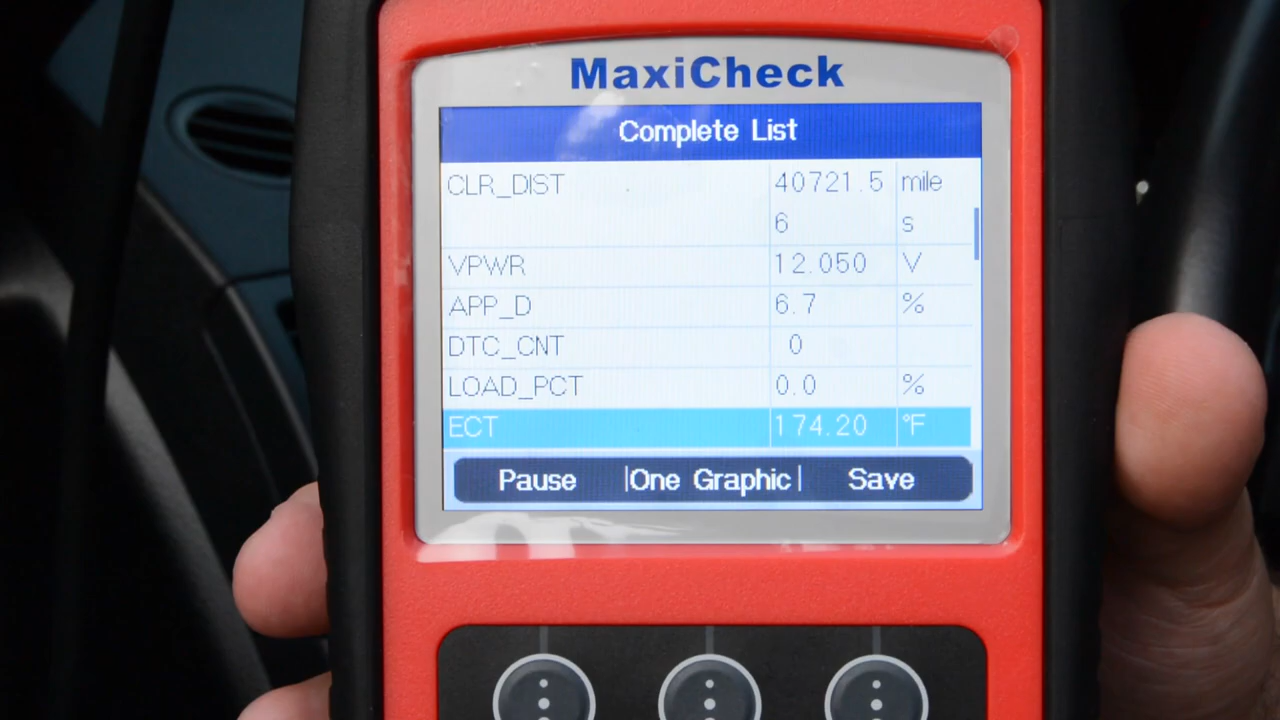 MaxiCheck
Complete List
CLR_DIST 40721.5 mile
6 s
VPWR 12.050 V
APP_D 6.7 %
DTC_CNT 0
LOAD_PCT 0.0 %
ECT 174.20 °F
Pause |One Graphic| Save